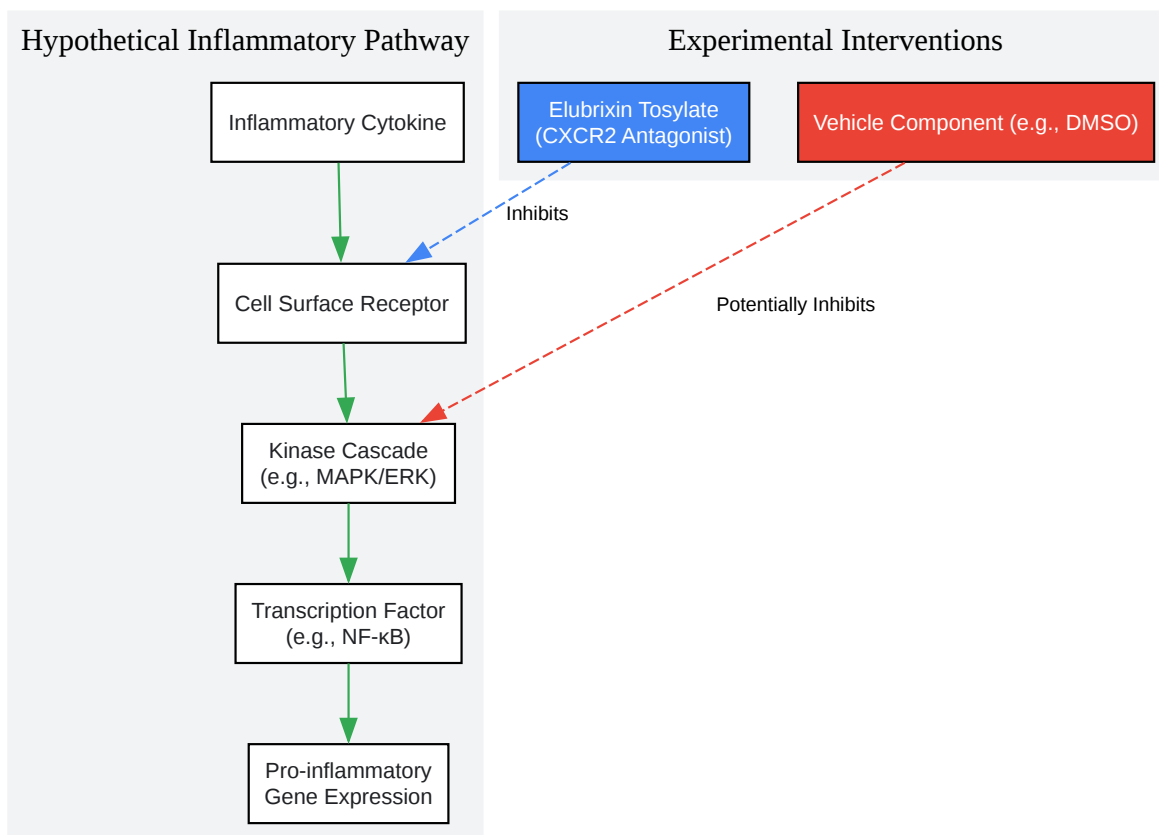 Hypothetical Inflammatory Pathway
Experimental Interventions
Inflammatory Cytokine
Elubrixin Tosylate
(CXCR2 Antagonist)
Vehicle Component (e.g., DMSO)
Inhibits
Cell Surface Receptor
Potentially Inhibits
Kinase Cascade
(e.g., MAPK/ERK)
Transcription Factor
(e.g., NF-κB)
Pro-inflammatory
Gene Expression